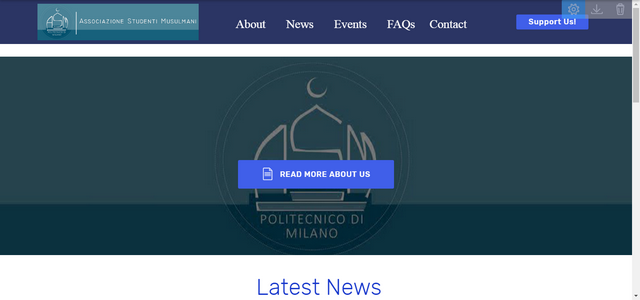 Associazione Studenti Musulmani
About News Events FAQs Contact
Support Us!
READ MORE ABOUT US
POLITECNICO DI
MILANO
Latest News